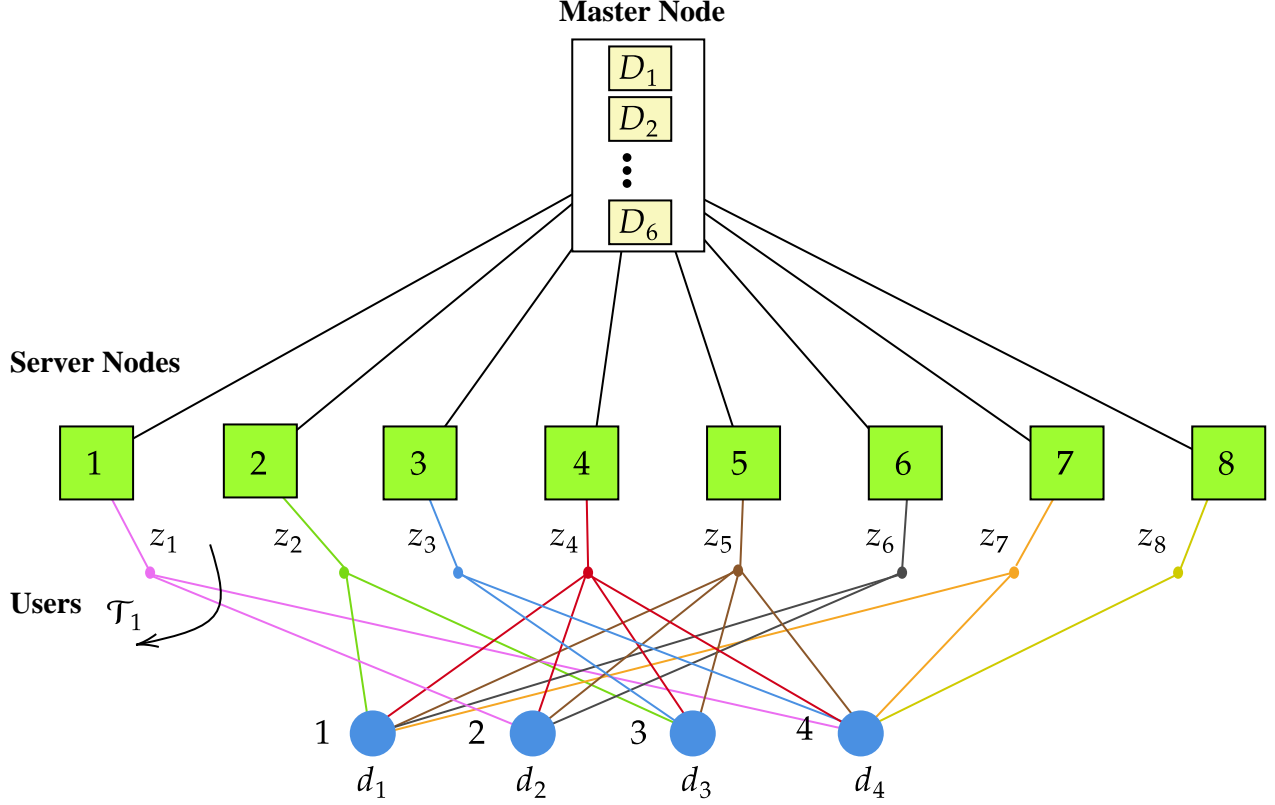 Master Node
D₁
D₂
D₆
Server Nodes
1 2 3 4 5 6 7 8
z₁ z₂ z₃ z₄ z₅ z₆ z₇ z₈
Users 𝒯₁
1 2 3 4
d₁ d₂ d₃ d₄